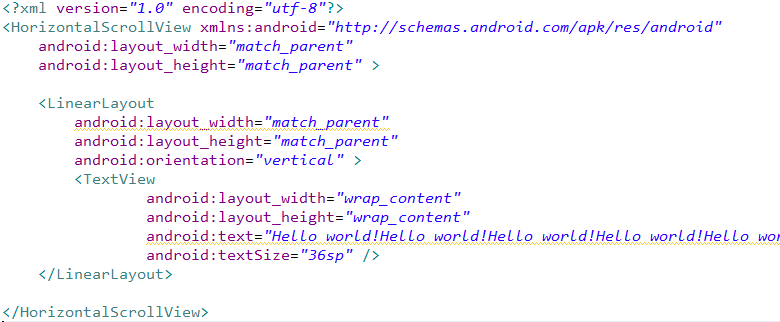 <?xml version="1.0" encoding="utf-8"?>
<HorizontalScrollView xmlns:android="http://schemas.android.com/apk/res/android"
    android:layout_width="match_parent"
    android:layout_height="match_parent" >
    <LinearLayout
        android:layout_width="match_parent"
        android:layout_height="match_parent"
        android:orientation="vertical" >
        <TextView
                android:layout_width="wrap_content"
                android:layout_height="wrap_content"
                android:text="Hello world!Hello world!Hello world!Hello world!Hello
                android:textSize="36sp" />
    </LinearLayout>
</HorizontalScrollView>